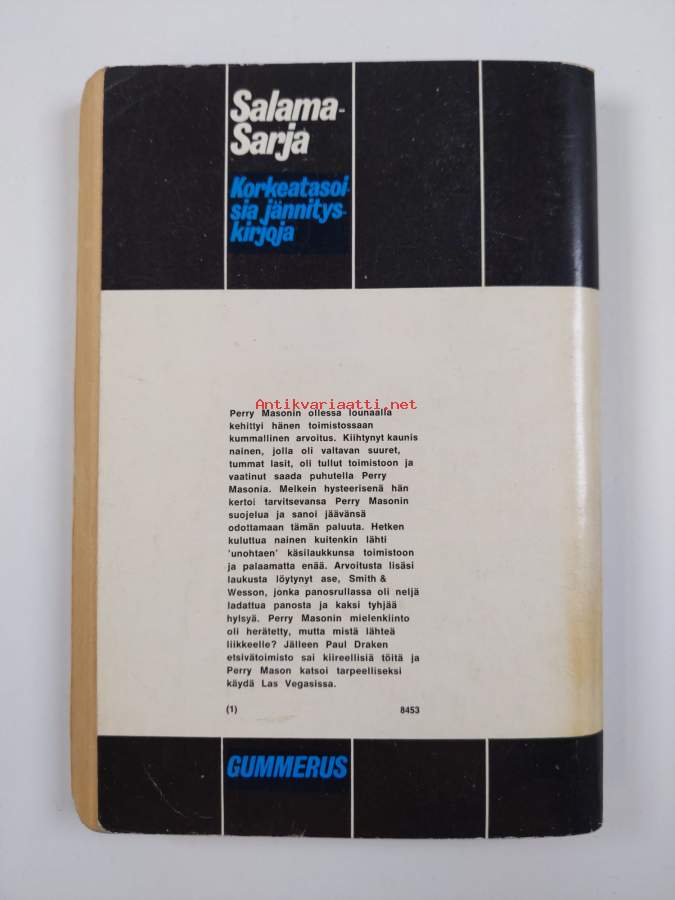 Salama-
Sarja
Korkeatasoi-
sia jännitys-
kirjoja
Antikvariaatti.net
Perry Masonin ollessa lounaalla
kehittyi hänen toimistossaan
kummallinen arvoitus. Kiihtynyt kaunis
nainen, jolla oli valtavan suuret,
tummat lasit, oli tullut toimistoon ja
vaatinut saada puhutella Perry
Masonia. Melkein hysteerisenä hän
kertoi tarvitsevansa Perry Masonin
suojelua ja sanoi jäävänsä
odottamaan tämän paluuta. Hetken
kuluttua nainen kuitenkin lähti
'unohtaen' käsilaukkunsa toimistoon
ja palaamatta enää. Arvoitusta lisäsi
laukusta löytynyt ase, Smith &
Wesson, jonka panosrullassa oli neljä
ladattua panosta ja kaksi tyhjää
hylsyä. Perry Masonin mielenkiinto
oli herätetty, mutta mistä lähteä
liikkeelle? Jälleen Paul Draken
etsivätoimisto sai kiireellisiä töitä ja
Perry Mason katsoi tarpeelliseksi
käydä Las Vegasissa.
(1) 8453
GUMMERUS